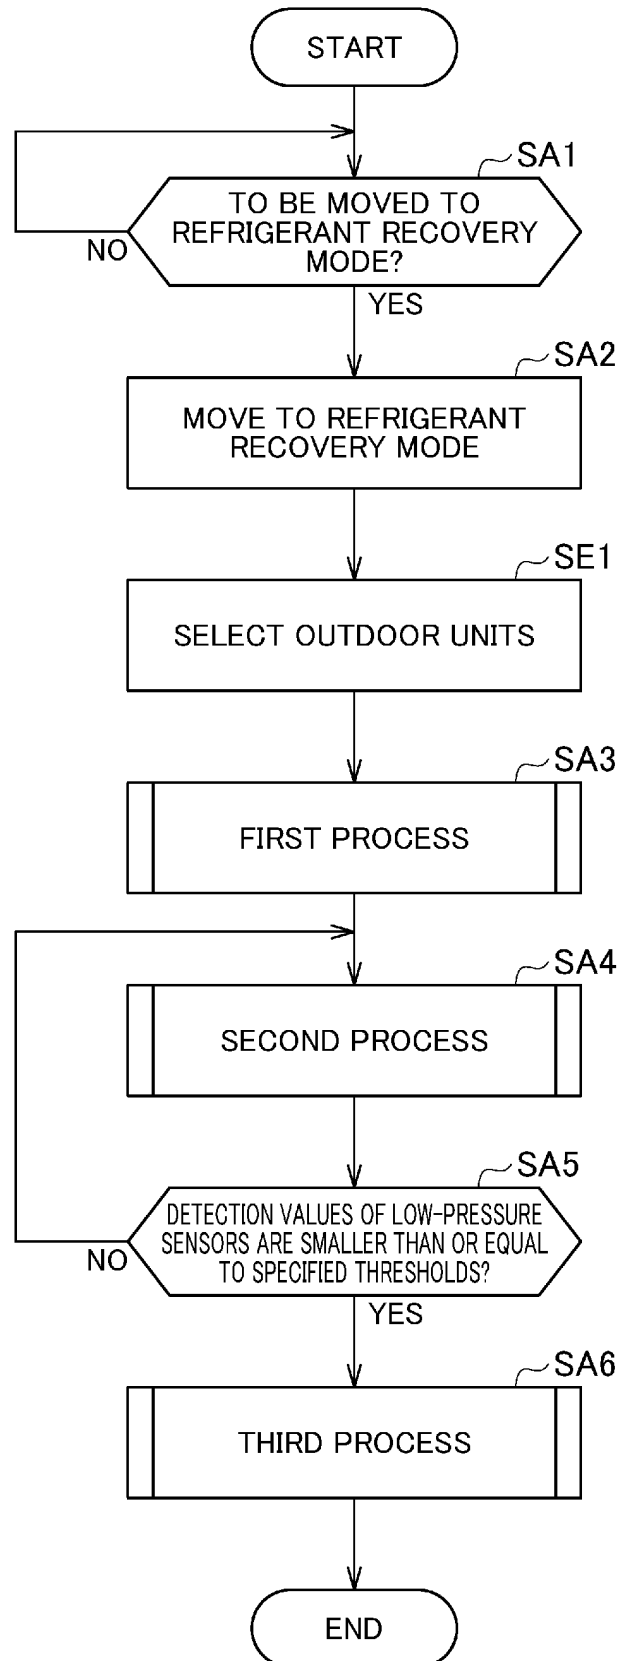 START
SA1
TO BE MOVED TO
REFRIGERANT RECOVERY
MODE?
NO
YES
SA2
MOVE TO REFRIGERANT
RECOVERY MODE
SE1
SELECT OUTDOOR UNITS
SA3
FIRST PROCESS
SA4
SECOND PROCESS
SA5
DETECTION VALUES OF LOW-PRESSURE
SENSORS ARE SMALLER THAN OR EQUAL
TO SPECIFIED THRESHOLDS?
NO
YES
SA6
THIRD PROCESS
END